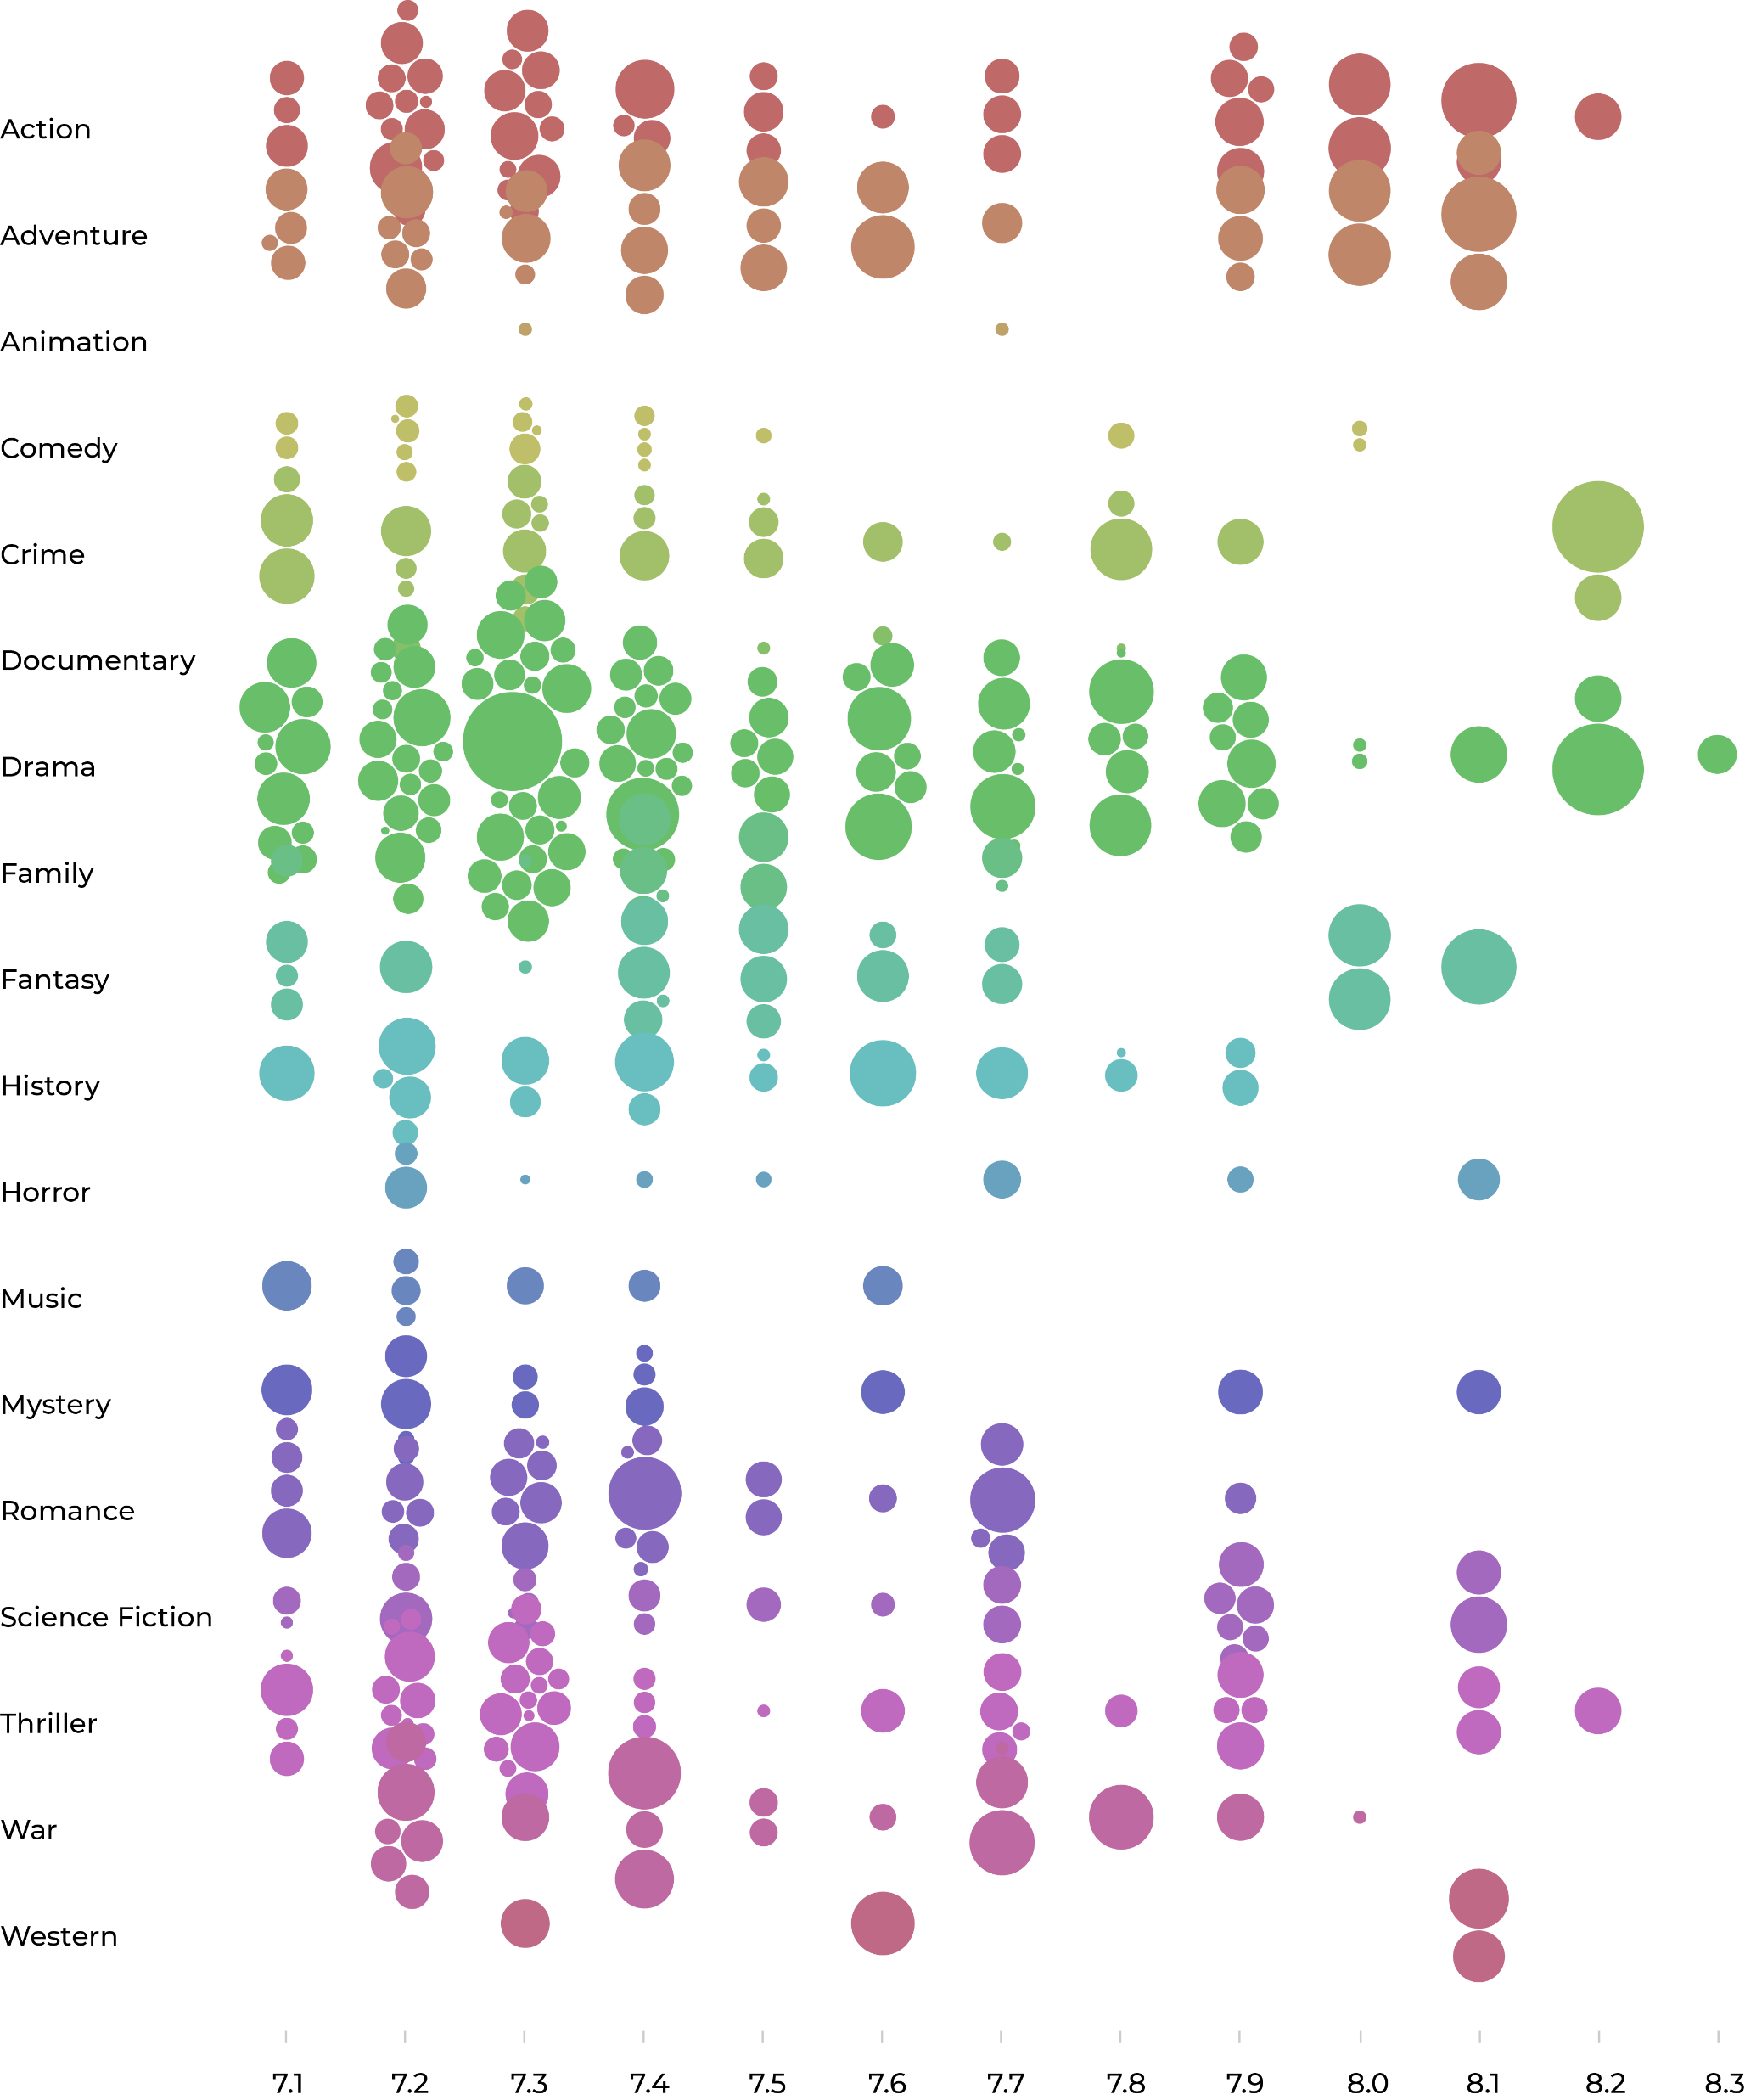 Action
Adventure
Animation
Comedy
Crime
Documentary
Drama
Family
Fantasy
History
Horror
Music
Mystery
Romance
Science Fiction
Thriller
War
Western
7.1 7.2 7.3 7.4 7.5 7.6 7.7 7.8 7.9 8.0 8.1 8.2 8.3